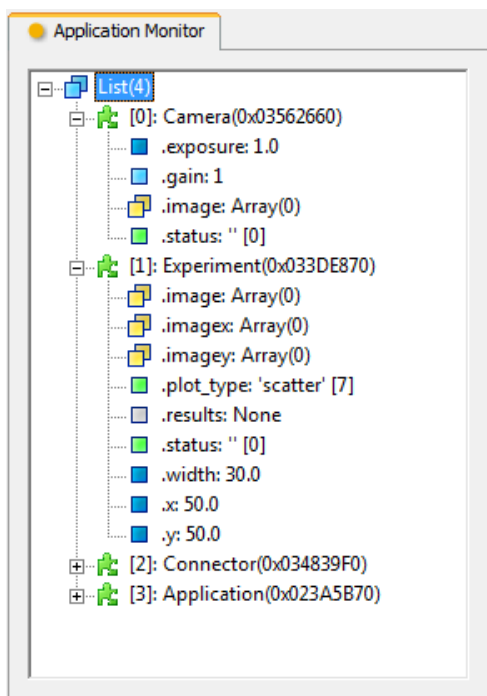 Application Monitor
List(4)
[0]: Camera(0x03562660)
.exposure: 1.0
.gain: 1
.image: Array(0)
.status: '' [0]
[1]: Experiment(0x033DE870)
.image: Array(0)
.imagex: Array(0)
.imagey: Array(0)
.plot_type: 'scatter' [7]
.results: None
.status: '' [0]
.width: 30.0
.x: 50.0
.y: 50.0
[2]: Connector(0x034839F0)
[3]: Application(0x023A5B70)